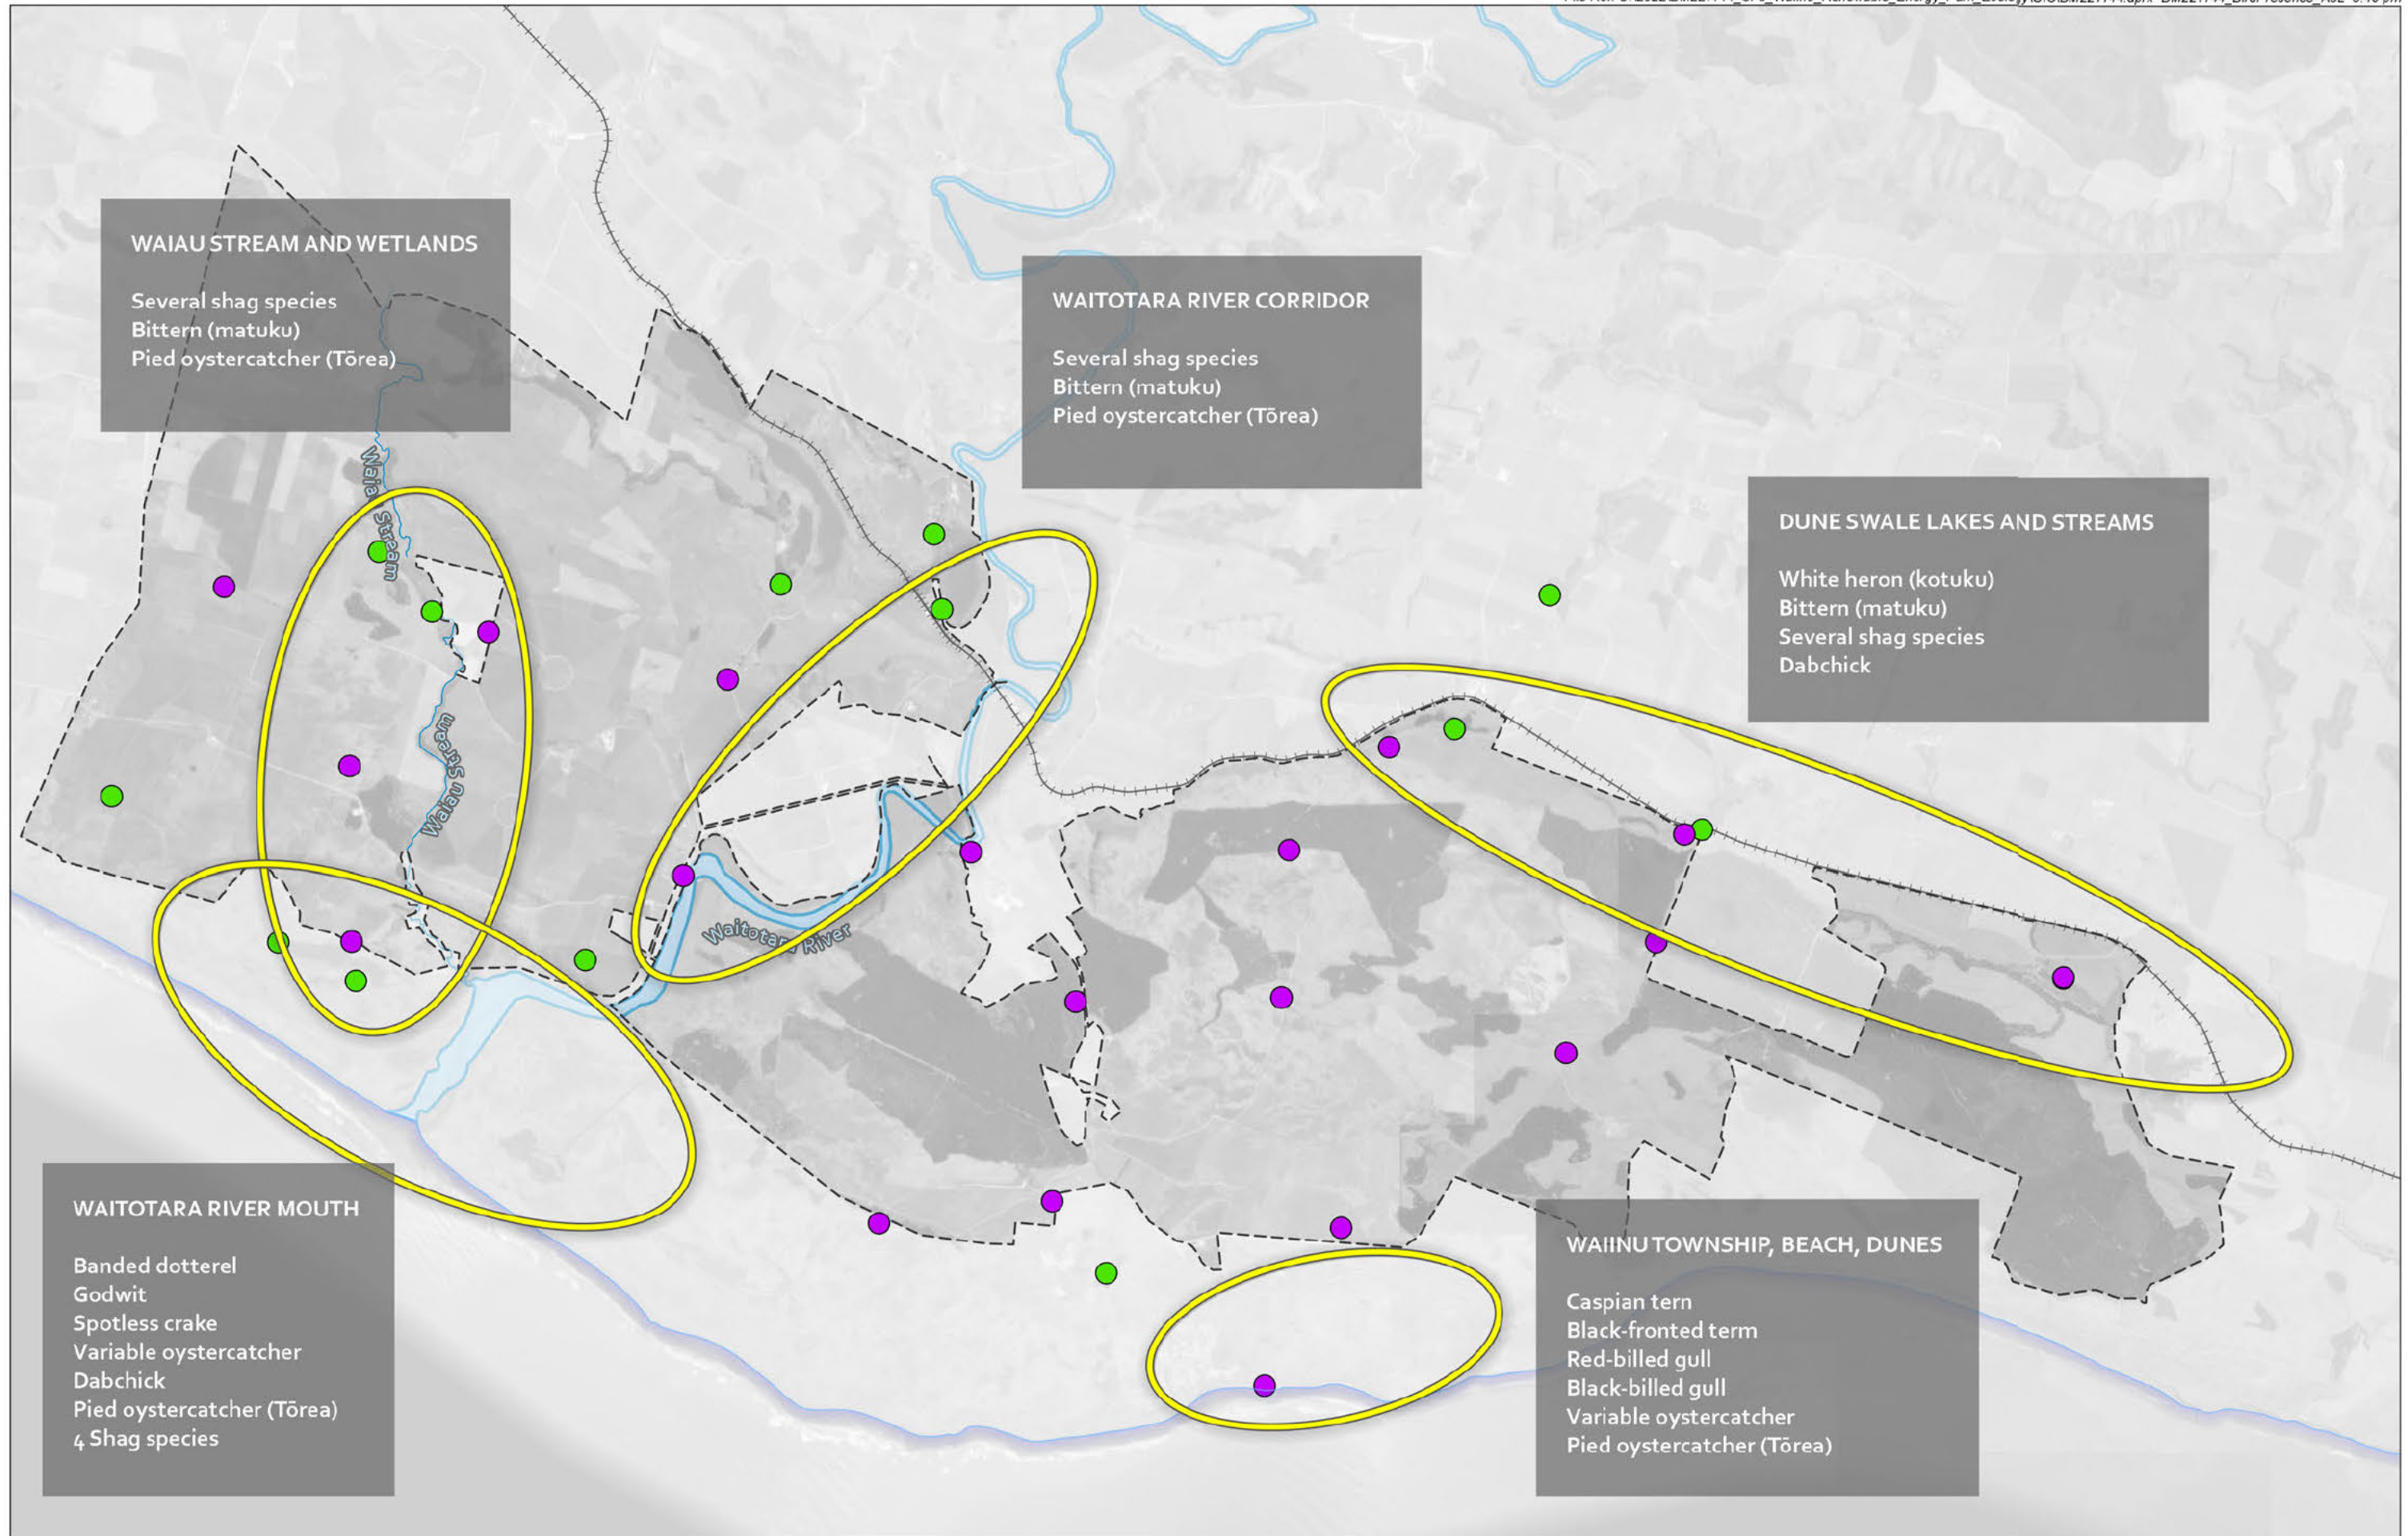 WAIAU STREAM AND WETLANDS
Several shag species
Bittern (matuku)
Pied oystercatcher (Tōrea)
WAITOTARA RIVER CORRIDOR
Several shag species
Bittern (matuku)
Pied oystercatcher (Tōrea)
DUNE SWALE LAKES AND STREAMS
White heron (kotuku)
Bittern (matuku)
Several shag species
Dabchick
Waiau Stream
Waiau Stream
Waitotara River
WAITOTARA RIVER MOUTH
Banded dotterel
Godwit
Spotless crake
Variable oystercatcher
Dabchick
Pied oystercatcher (Tōrea)
4 Shag species
WAIINU TOWNSHIP, BEACH, DUNES
Caspian tern
Black-fronted term
Red-billed gull
Black-billed gull
Variable oystercatcher
Pied oystercatcher (Tōrea)